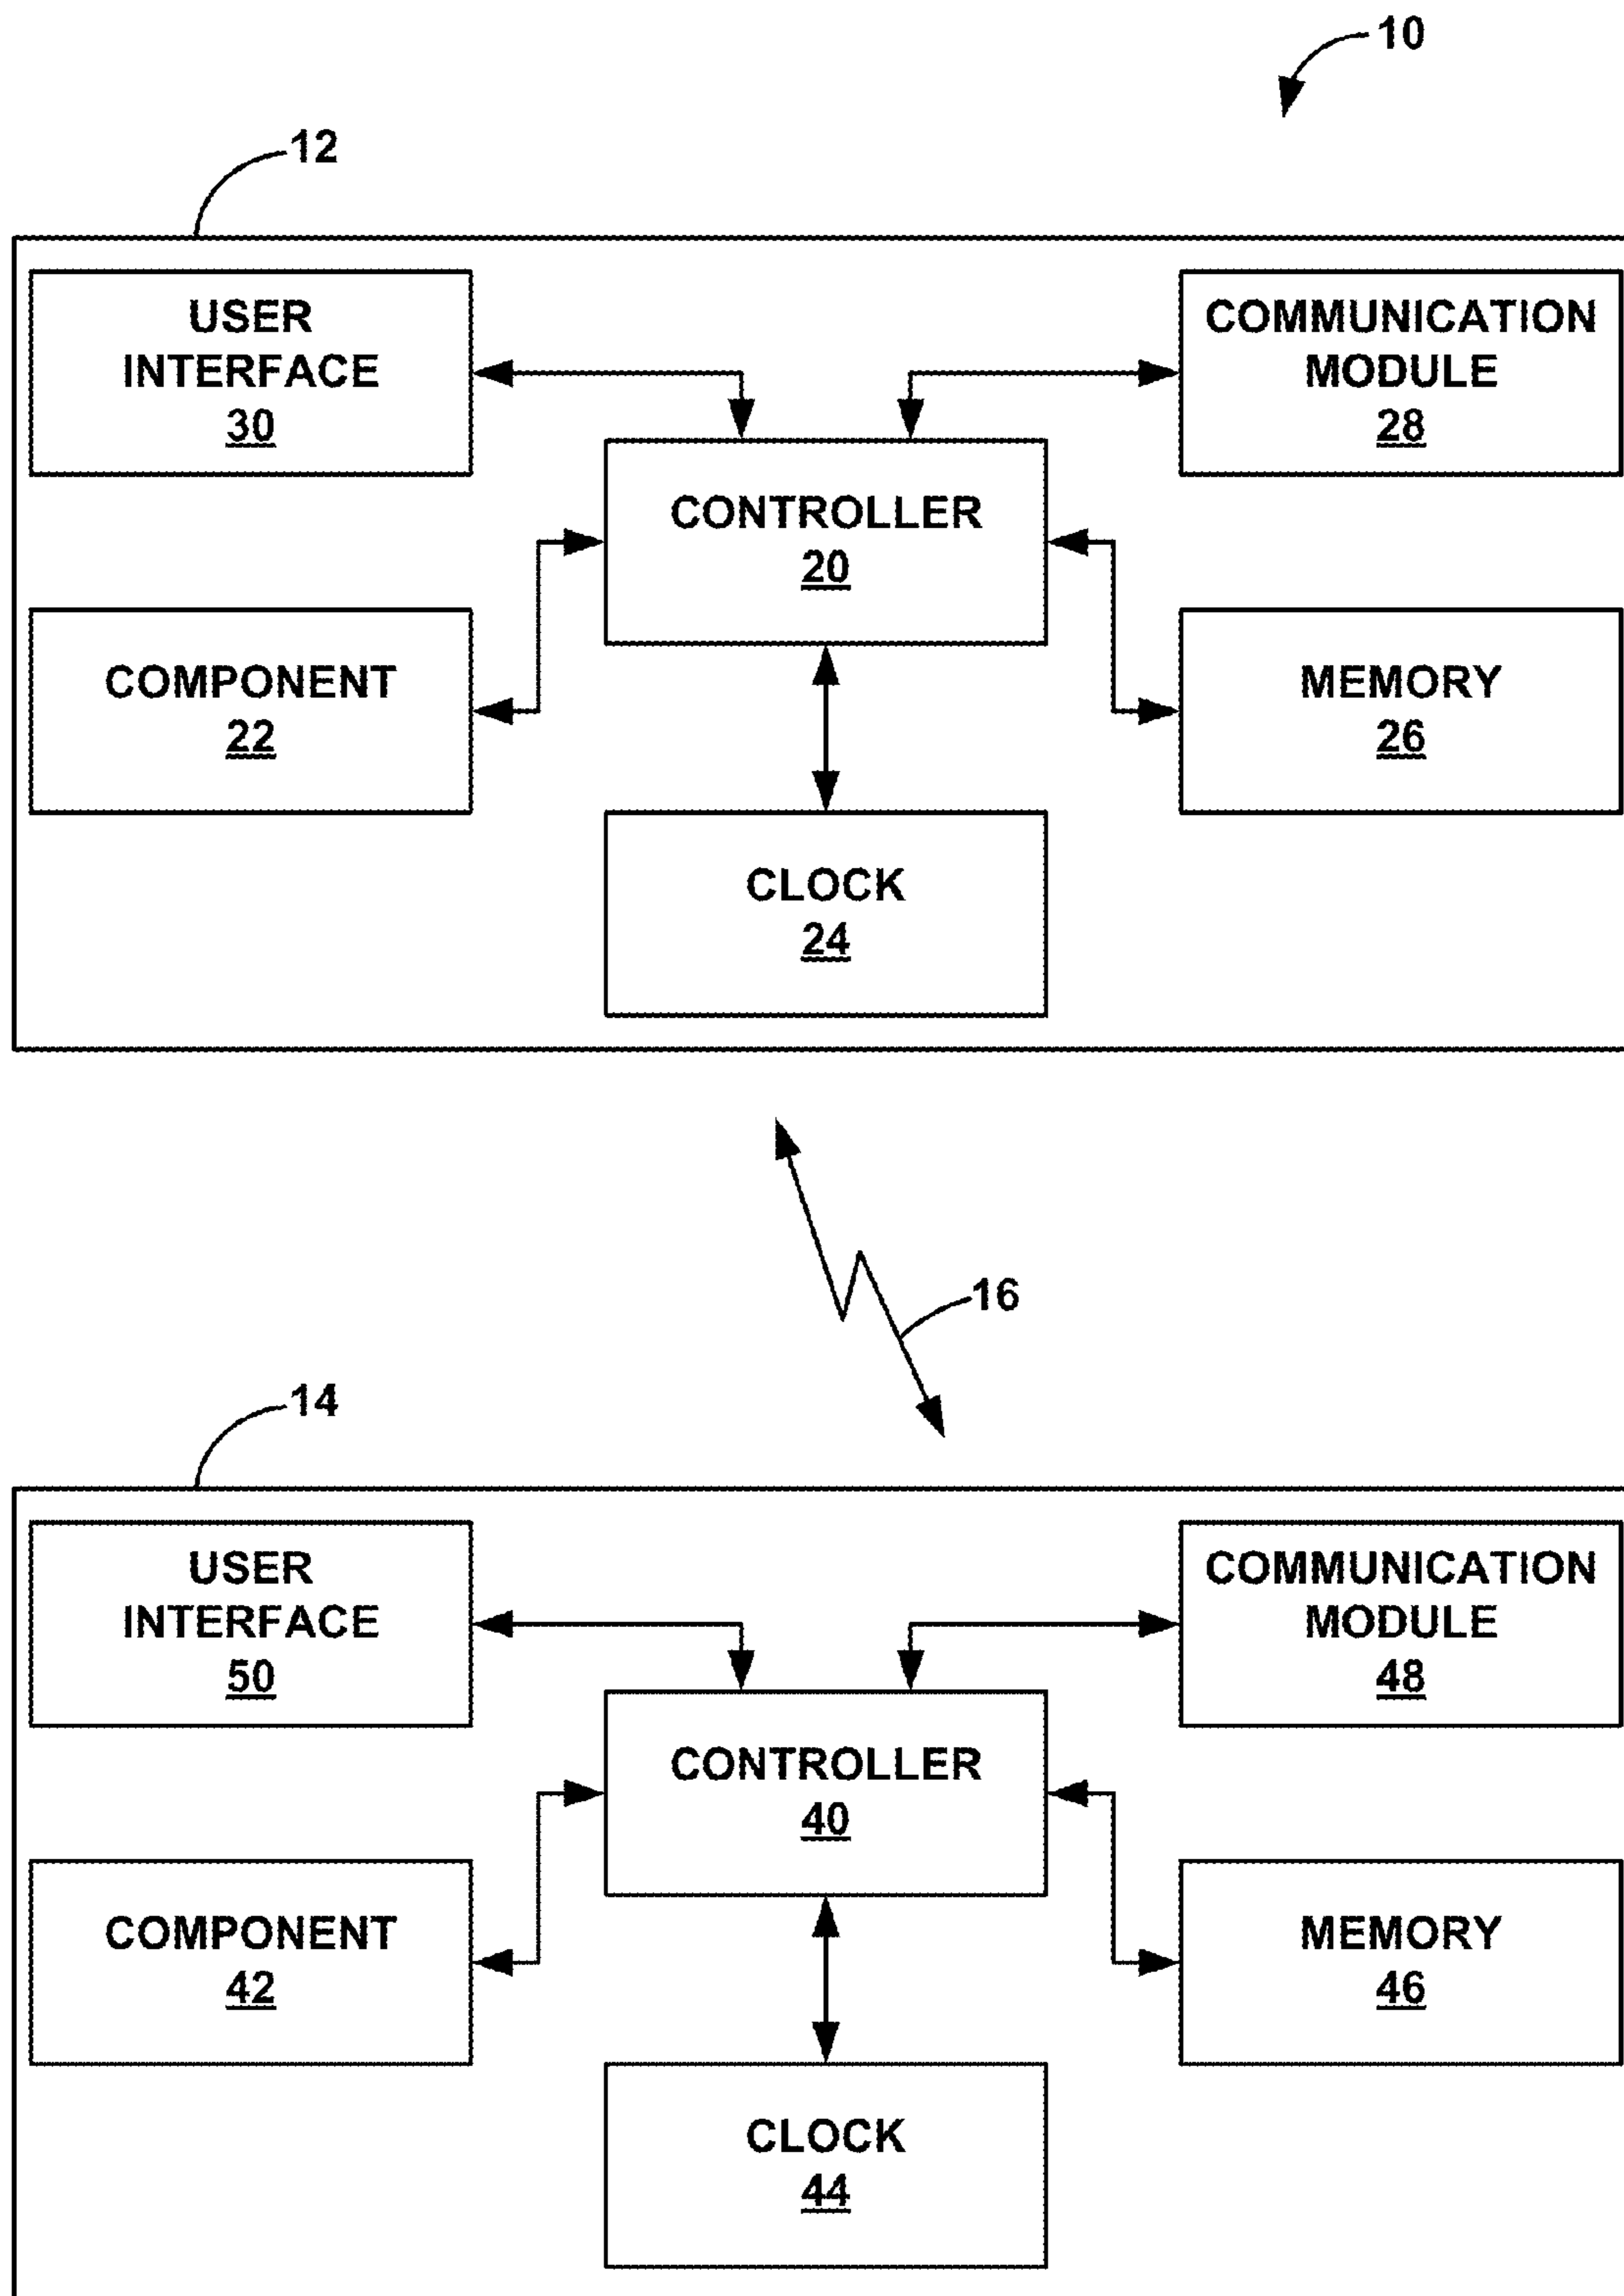 10
12
USER
INTERFACE
30
COMMUNICATION
MODULE
28
CONTROLLER
20
COMPONENT
22
MEMORY
26
CLOCK
24
16
14
USER
INTERFACE
50
COMMUNICATION
MODULE
48
CONTROLLER
40
COMPONENT
42
MEMORY
46
CLOCK
44